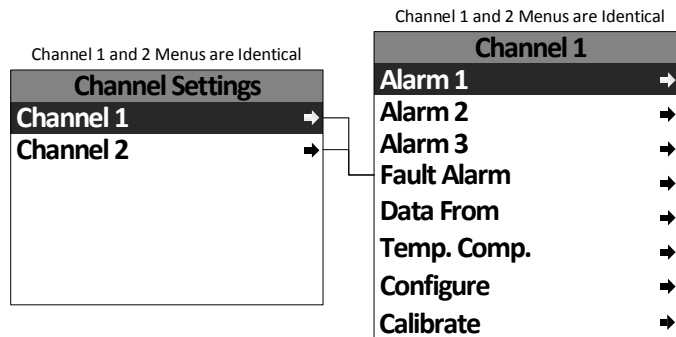 Channel 1 and 2 Menus are Identical
Channel Settings
Channel 1
Channel 2
Channel 1 and 2 Menus are Identical
Channel 1
Alarm 1
Alarm 2
Alarm 3
Fault Alarm
Data From
Temp. Comp.
Configure
Calibrate